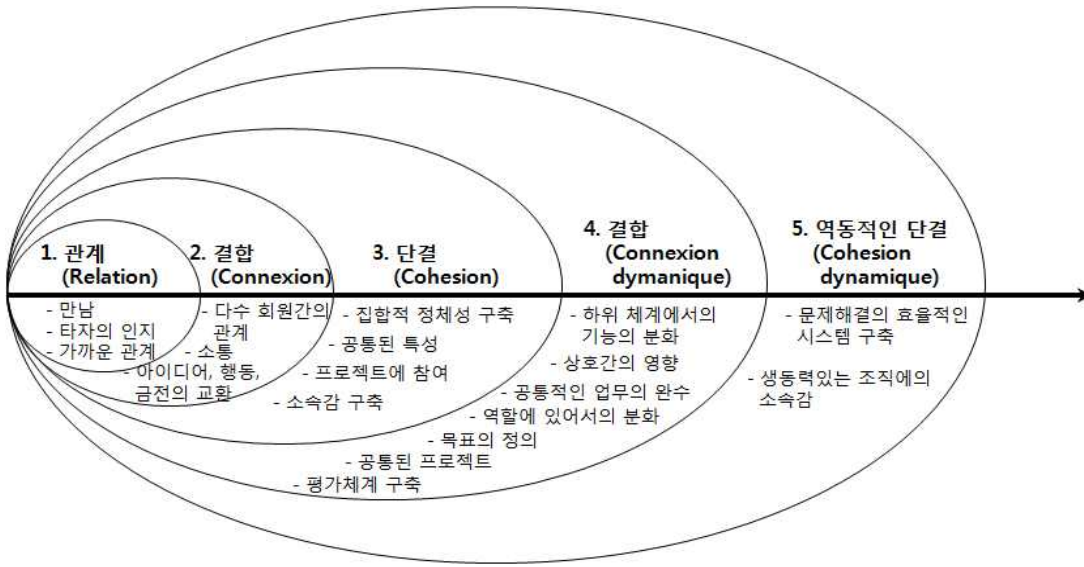 1. 관계
(Relation)
- 만남
- 타자의 인지
- 가까운 관계
2. 결합
(Connexion)
- 다수 회원간의
관계
- 소통
- 아이디어, 행동,
금전의 교환
3. 단결
(Cohesion)
- 집합적 정체성 구축
- 공통된 특성
- 프로젝트에 참여
- 소속감 구축
4. 결합
(Connexion
dymanique)
- 하위 체계에서의
기능의 분화
- 상호간의 영향
- 공통적인 업무의 완수
- 역할에 있어서의 분화
- 목표의 정의
- 공통된 프로젝트
- 평가체계 구축
5. 역동적인 단결
(Cohesion
dynamique)
- 문제해결의 효율적인
시스템 구축
- 생동력있는 조직에의
소속감